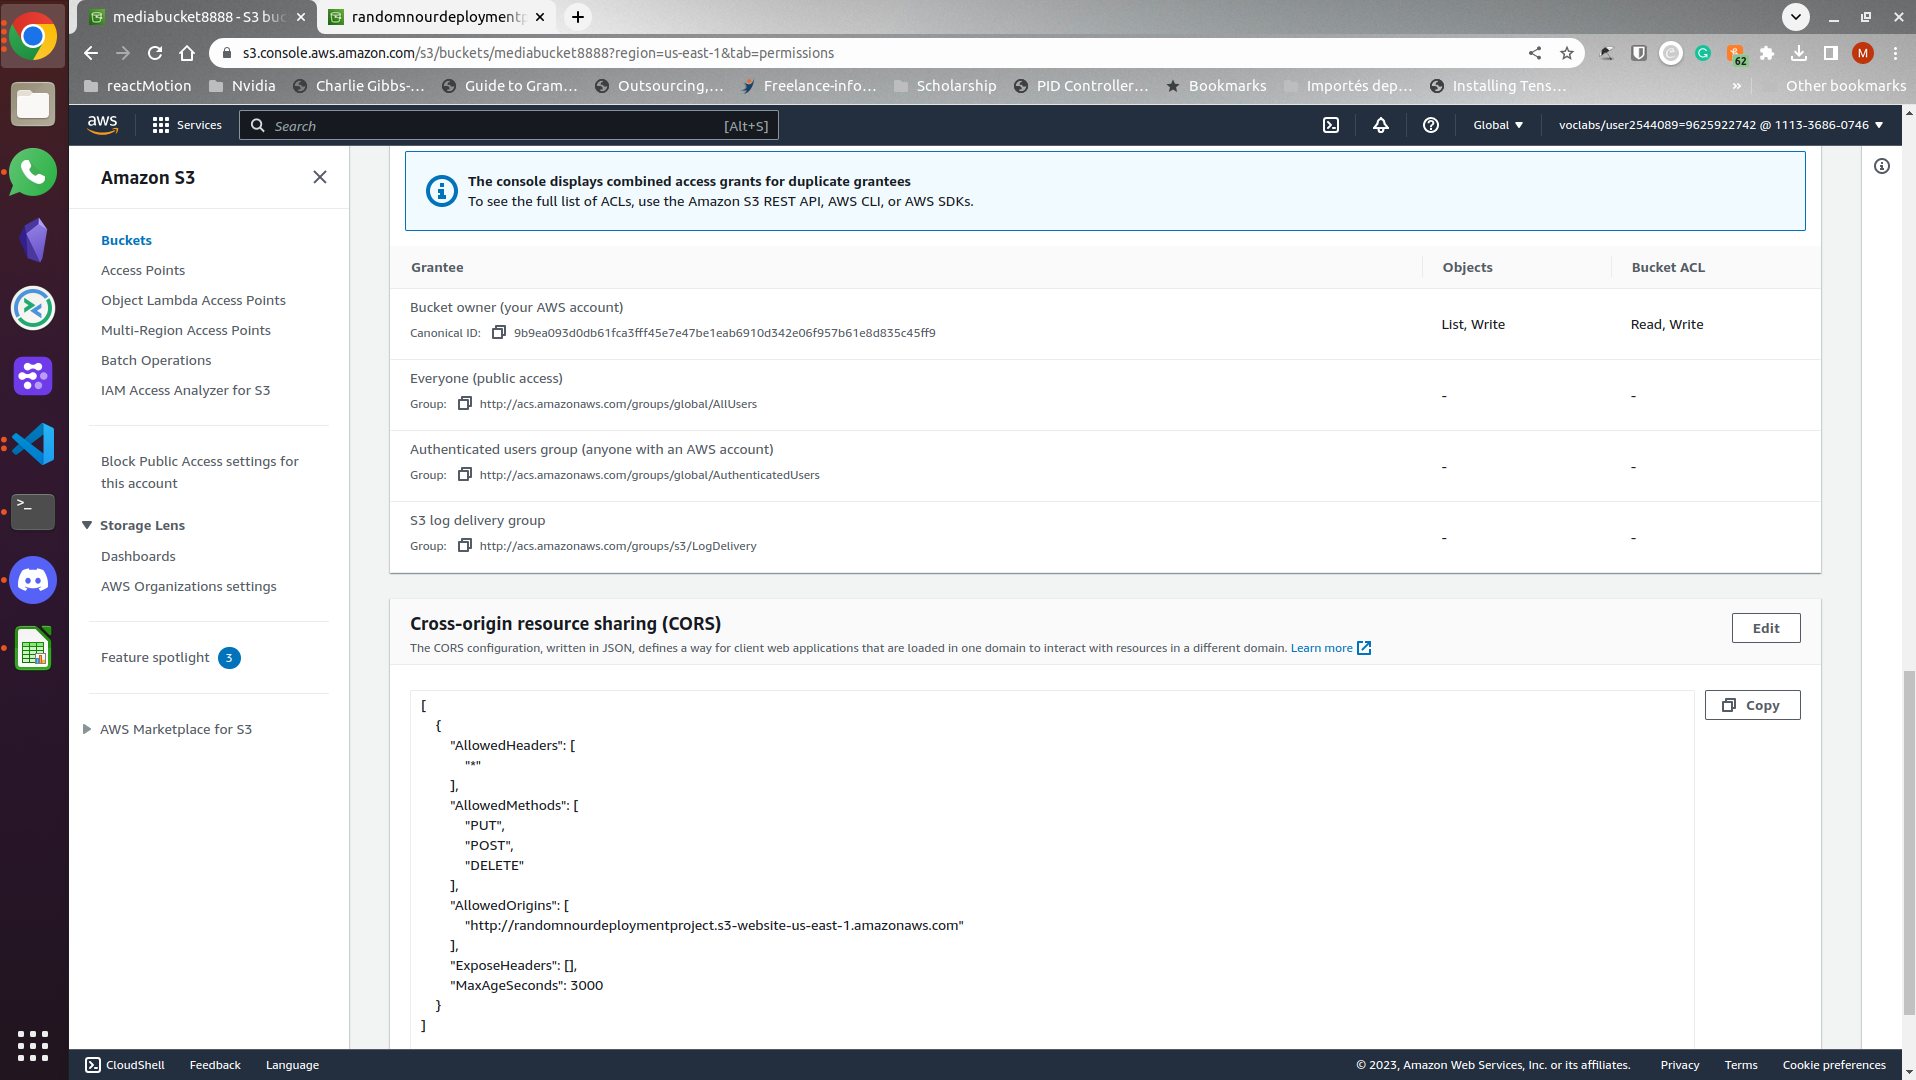 mediabucket8888 - S3 buc
randomnourdeploymentp
s3.console.aws.amazon.com/s3/buckets/mediabucket8888?region=us-east-1&tab=permissions
62
M
reactMotion
Nvidia
Charlie Gibbs-…
Guide to Gram…
Outsourcing,…
Freelance-info…
Scholarship
PID Controller…
Bookmarks
Importés dep…
Installing Tens…
»
Other bookmarks
aws
Services
Search
[Alt+S]
Global
voclabs/user2544089=9625922742 @ 1113-3686-0746
Amazon S3
Buckets
Access Points
Object Lambda Access Points
Multi-Region Access Points
Batch Operations
IAM Access Analyzer for S3
Block Public Access settings for
this account
Storage Lens
Dashboards
AWS Organizations settings
Feature spotlight 3
AWS Marketplace for S3
The console displays combined access grants for duplicate grantees
To see the full list of ACLs, use the Amazon S3 REST API, AWS CLI, or AWS SDKs.
Grantee Objects Bucket ACL
Bucket owner (your AWS account)
Canonical ID: 9b9ea093d0db61fca3fff45e7e47be1eab6910d342e06f957b61e8d835c45ff9
List, Write Read, Write
Everyone (public access)
Group: http://acs.amazonaws.com/groups/global/AllUsers
- -
Authenticated users group (anyone with an AWS account)
Group: http://acs.amazonaws.com/groups/global/AuthenticatedUsers
- -
S3 log delivery group
Group: http://acs.amazonaws.com/groups/s3/LogDelivery
- -
Cross-origin resource sharing (CORS)
Edit
The CORS configuration, written in JSON, defines a way for client web applications that are loaded in one domain to interact with resources in a different domain. Learn more
Copy
[
{
"AllowedHeaders": [
"*"
],
"AllowedMethods": [
"PUT",
"POST",
"DELETE"
],
"AllowedOrigins": [
"http://randomnourdeploymentproject.s3-website-us-east-1.amazonaws.com"
],
"ExposeHeaders": [],
"MaxAgeSeconds": 3000
}
]
CloudShell
Feedback
Language
© 2023, Amazon Web Services, Inc. or its affiliates.
Privacy
Terms
Cookie preferences